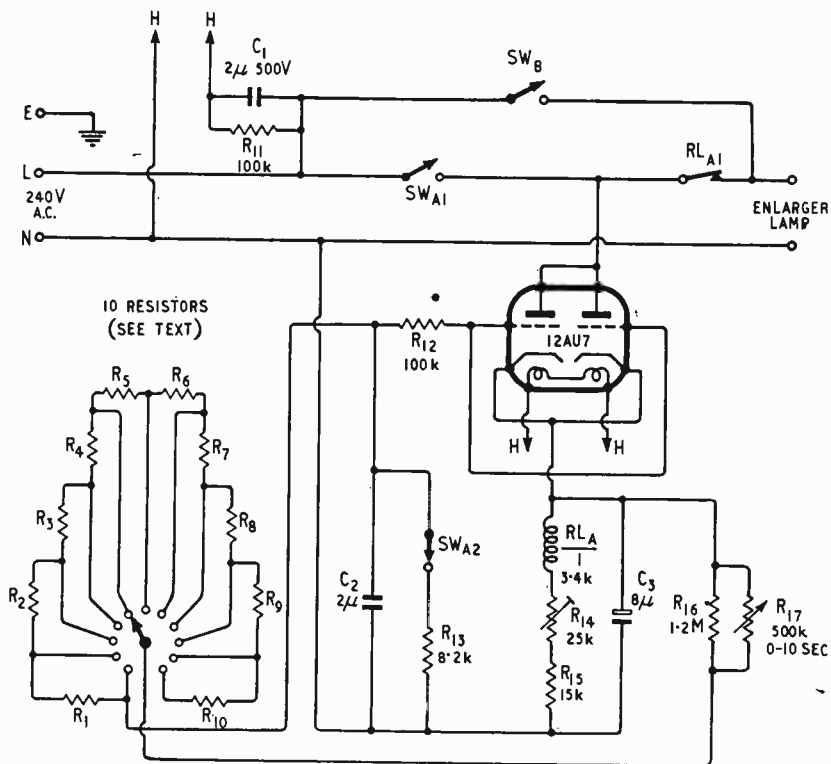 H H
C1
2μ 500V
SWB
E
R11
100k
L
SWA1
RLA1
240V
A.C.
ENLARGER
LAMP
N
10 RESISTORS
(SEE TEXT)
R12
100k
12AU7
R5 R6
R4 R7
H H
R3 R8
SWA2
RLA
1
3·4k
C2
2μ
C3
8μ
R2 R9
R14
25k
R16
1·2M
R17
500k
0-10 SEC
R13
8·2k
R15
15k
R1 R10